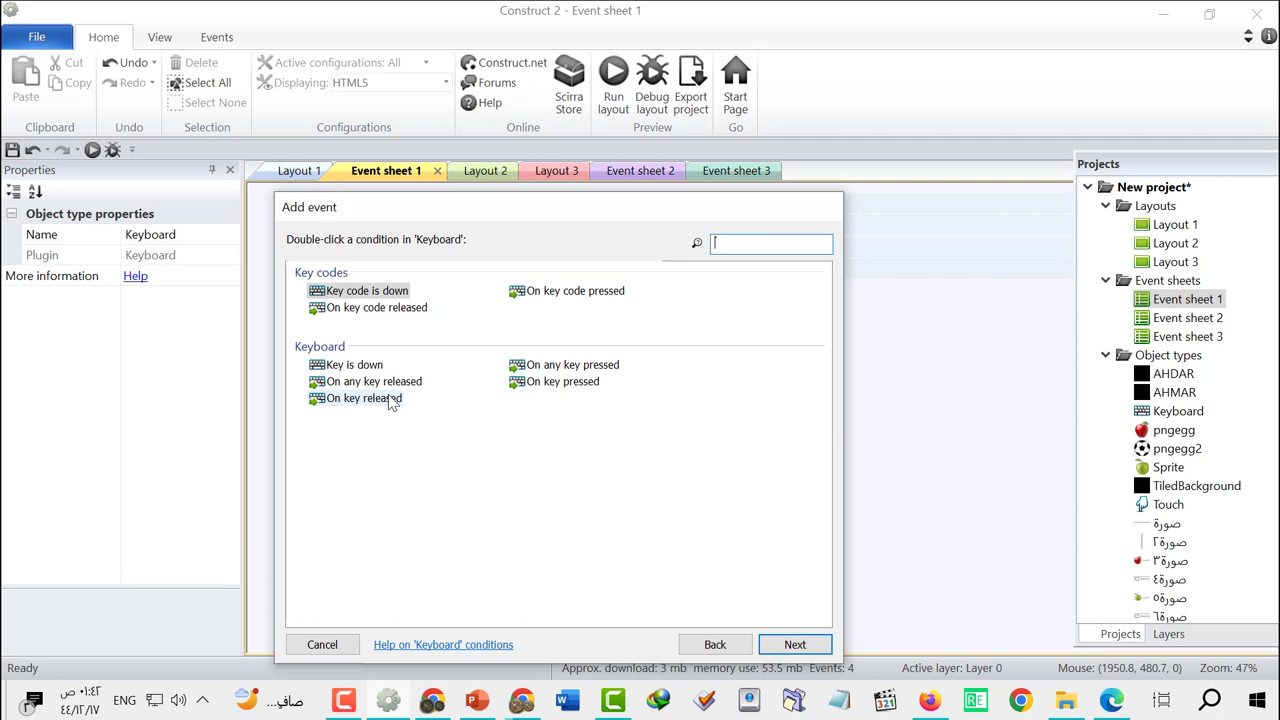 Construct 2 - Event sheet 1
File
Home
View
Events
Paste
Cut
Copy
Clipboard
Undo
Redo
Undo
Delete
Select All
Select None
Selection
Active configurations: All
Displaying: HTML5
Configurations
Construct.net
Forums
Help
Scirra Store
Online
Run layout
Debug layout
Export project
Preview
Start Page
Go
Properties
Layout 1
Event sheet 1
Layout 2
Layout 3
Event sheet 2
Event sheet 3
Object type properties
Name Keyboard
Plugin Keyboard
More information Help
Add event
Double-click a condition in 'Keyboard':
Key codes
Key code is down
On key code pressed
On key code released
Keyboard
Key is down
On any key pressed
On any key released
On key pressed
On key released
Cancel
Help on 'Keyboard' conditions
Back
Next
Projects
New project*
Layouts
Layout 1
Layout 2
Layout 3
Event sheets
Event sheet 1
Event sheet 2
Event sheet 3
Object types
AHDAR
AHMAR
Keyboard
pngegg
pngegg2
Sprite
TiledBackground
Touch
صورة
صورة٢
صورة٣
صورة٤
صورة٥
صورة٦
Projects
Layers
Ready
Approx. download: 3 mb
memory use: 53.5 mb
Events: 4
Active layer: Layer 0
Mouse: (1950.8, 480.7, 0)
Zoom: 47%
٠١:٤٢ ص
٤٤/١٢/١٧
ENG
صافٍ
321
RE